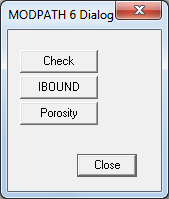 MODPATH 6 Dialog
Check
IBOUND
Porosity
Close